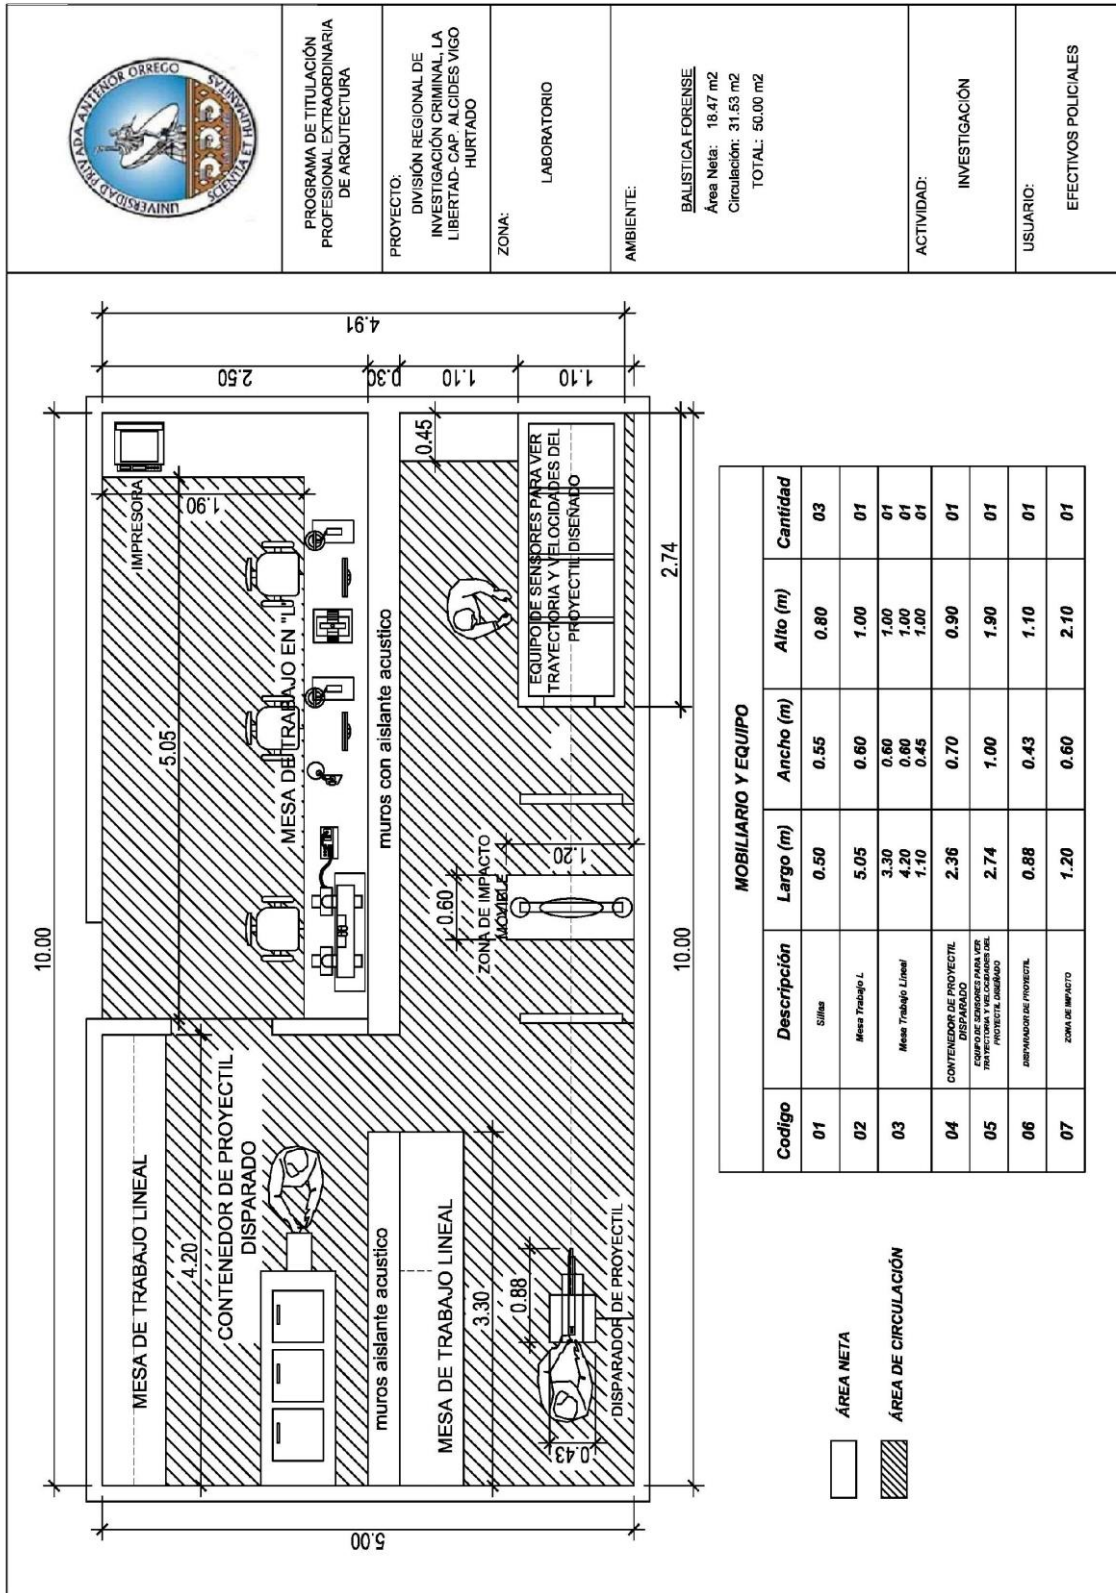 UNIVERSIDAD PRIVADA ANTENOR ORREGO
SCIENTIA ET HUMANITAS
PROGRAMA DE TITULACIÓN
PROFESIONAL EXTRAORDINARIA
DE ARQUTECTURA
PROYECTO:
DIVISIÓN REGIONAL DE
INVESTIGACIÓN CRIMINAL, LA
LIBERTAD- CAP. ALCIDES VIGO
HURTADO
ZONA:
LABORATORIO
AMBIENTE:
BALISTICA FORENSE
Área Neta: 18.47 m2
Circulación: 31.53 m2
TOTAL: 50.00 m2
ACTIVIDAD:
INVESTIGACIÓN
USUARIO:
EFECTIVOS POLICIALES
10.00
5.00
4.91
2.50
0.30
1.10
1.10
MESA DE TRABAJO LINEAL
4.20
CONTENEDOR DE PROYECTIL
DISPARADO
5.05
1.90
IMPRESORA
MESA DE TRABAJO EN "L"
muros aislante acustico
muros con aislante acustico
MESA DE TRABAJO LINEAL
3.30
0.88
0.43
DISPARADOR DE PROYECTIL
0.60
ZONA DE IMPACTO
MOVIBLE
1.20
0.45
EQUIPO DE SENSORES PARA VER
TRAYECTORIA Y VELOCIDADES DEL
PROYECTIL DISEÑADO
2.74
10.00
MOBILIARIO Y EQUIPO
Codigo Descripción Largo (m) Ancho (m) Alto (m) Cantidad
01 Sillas 0.50 0.55 0.80 03
02 Mesa Trabajo L 5.05 0.60 1.00 01
3.30 0.60 1.00 01
03 Mesa Trabajo Lineal 4.20 0.60 1.00 01
1.10 0.45 1.00 01
04 CONTENEDOR DE PROYECTIL DISPARADO 2.36 0.70 0.90 01
05 EQUIPO DE SENSORES PARA VER TRAYECTORIA Y VELOCIDADES DEL PROYECTIL DISEÑADO 2.74 1.00 1.90 01
06 DISPARADOR DE PROYECTIL 0.88 0.43 1.10 01
07 ZONA DE IMPACTO 1.20 0.60 2.10 01
ÁREA NETA
ÁREA DE CIRCULACIÓN